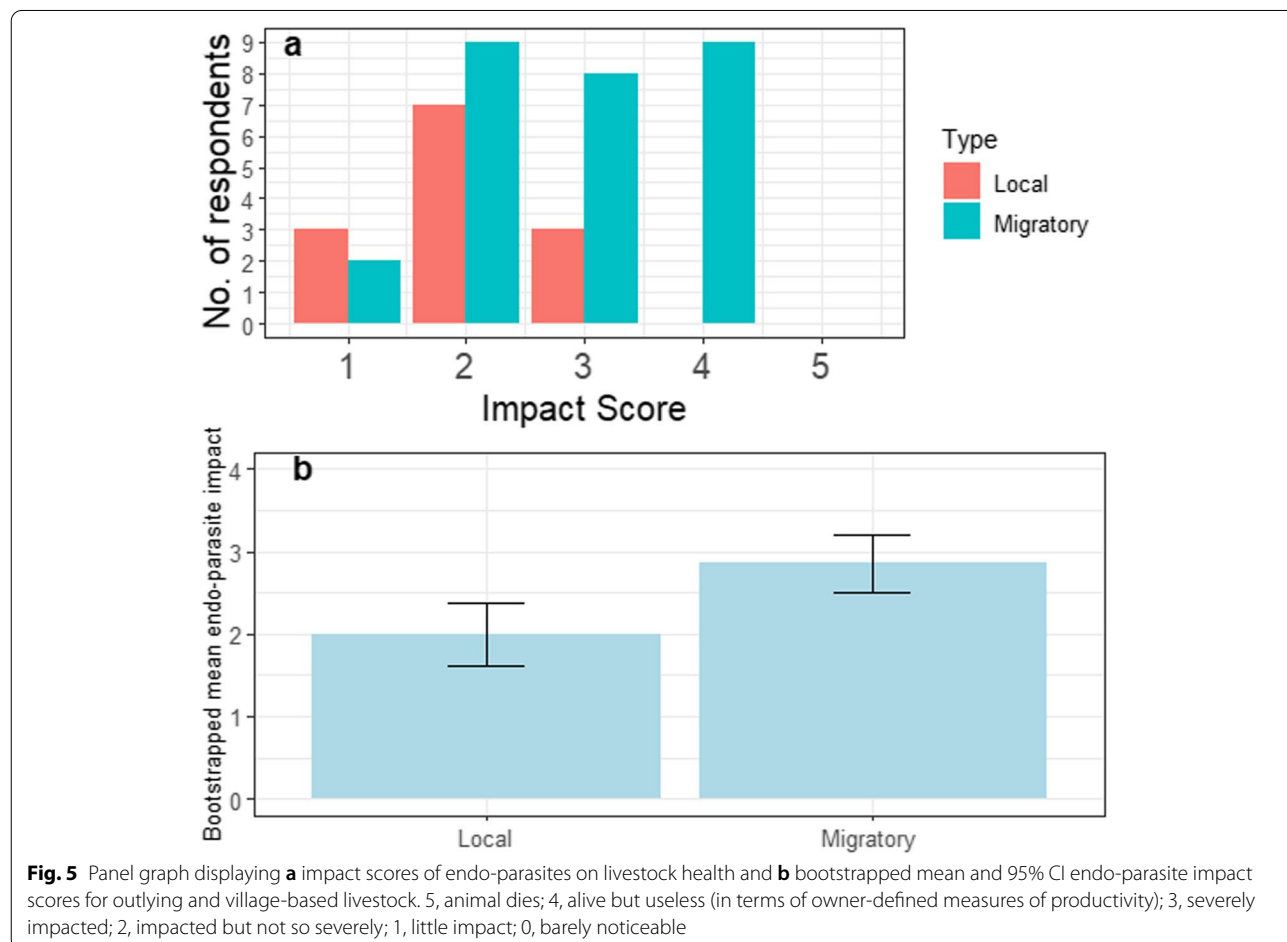 a
No. of respondents
9
8
7
6
5
4
3
2
1
0
1 2 3 4 5
Impact Score
Type
Local
Migratory
b
Bootstrapped mean endo-parasite impact
4
3
2
1
0
Local Migratory
Fig. 5 Panel graph displaying a impact scores of endo-parasites on livestock health and b bootstrapped mean and 95% CI endo-parasite impact
scores for outlying and village-based livestock. 5, animal dies; 4, alive but useless (in terms of owner-defined measures of productivity); 3, severely
impacted; 2, impacted but not so severely; 1, little impact; 0, barely noticeable